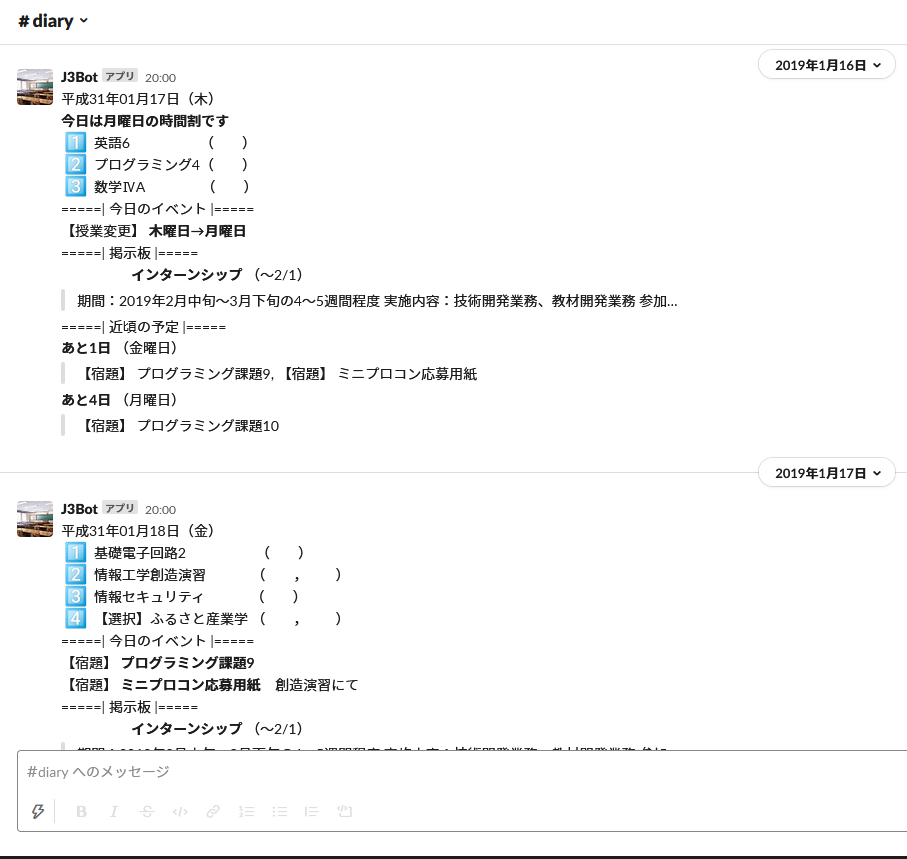 # diary
2019年1月16日
J3Bot アプリ 20:00
平成31年01月17日（木）
今日は月曜日の時間割です
1 英語6 （　　）
2 プログラミング4（　　）
3 数学ⅣA （　　）
=====| 今日のイベント |=====
【授業変更】 木曜日→月曜日
=====| 掲示板 |=====
インターンシップ （～2/1）
期間：2019年2月中旬～3月下旬の4～5週間程度 実施内容：技術開発業務、教材開発業務 参加...
=====| 近頃の予定 |=====
あと1日 （金曜日）
【宿題】 プログラミング課題9, 【宿題】 ミニプロコン応募用紙
あと4日 （月曜日）
【宿題】 プログラミング課題10
2019年1月17日
J3Bot アプリ 20:00
平成31年01月18日（金）
1 基礎電子回路2 （　　）
2 情報工学創造演習 （　　，　　）
3 情報セキュリティ （　　）
4 【選択】ふるさと産業学 （　　，　　）
=====| 今日のイベント |=====
【宿題】 プログラミング課題9
【宿題】 ミニプロコン応募用紙　創造演習にて
=====| 掲示板 |=====
インターンシップ （～2/1）
#diary へのメッセージ